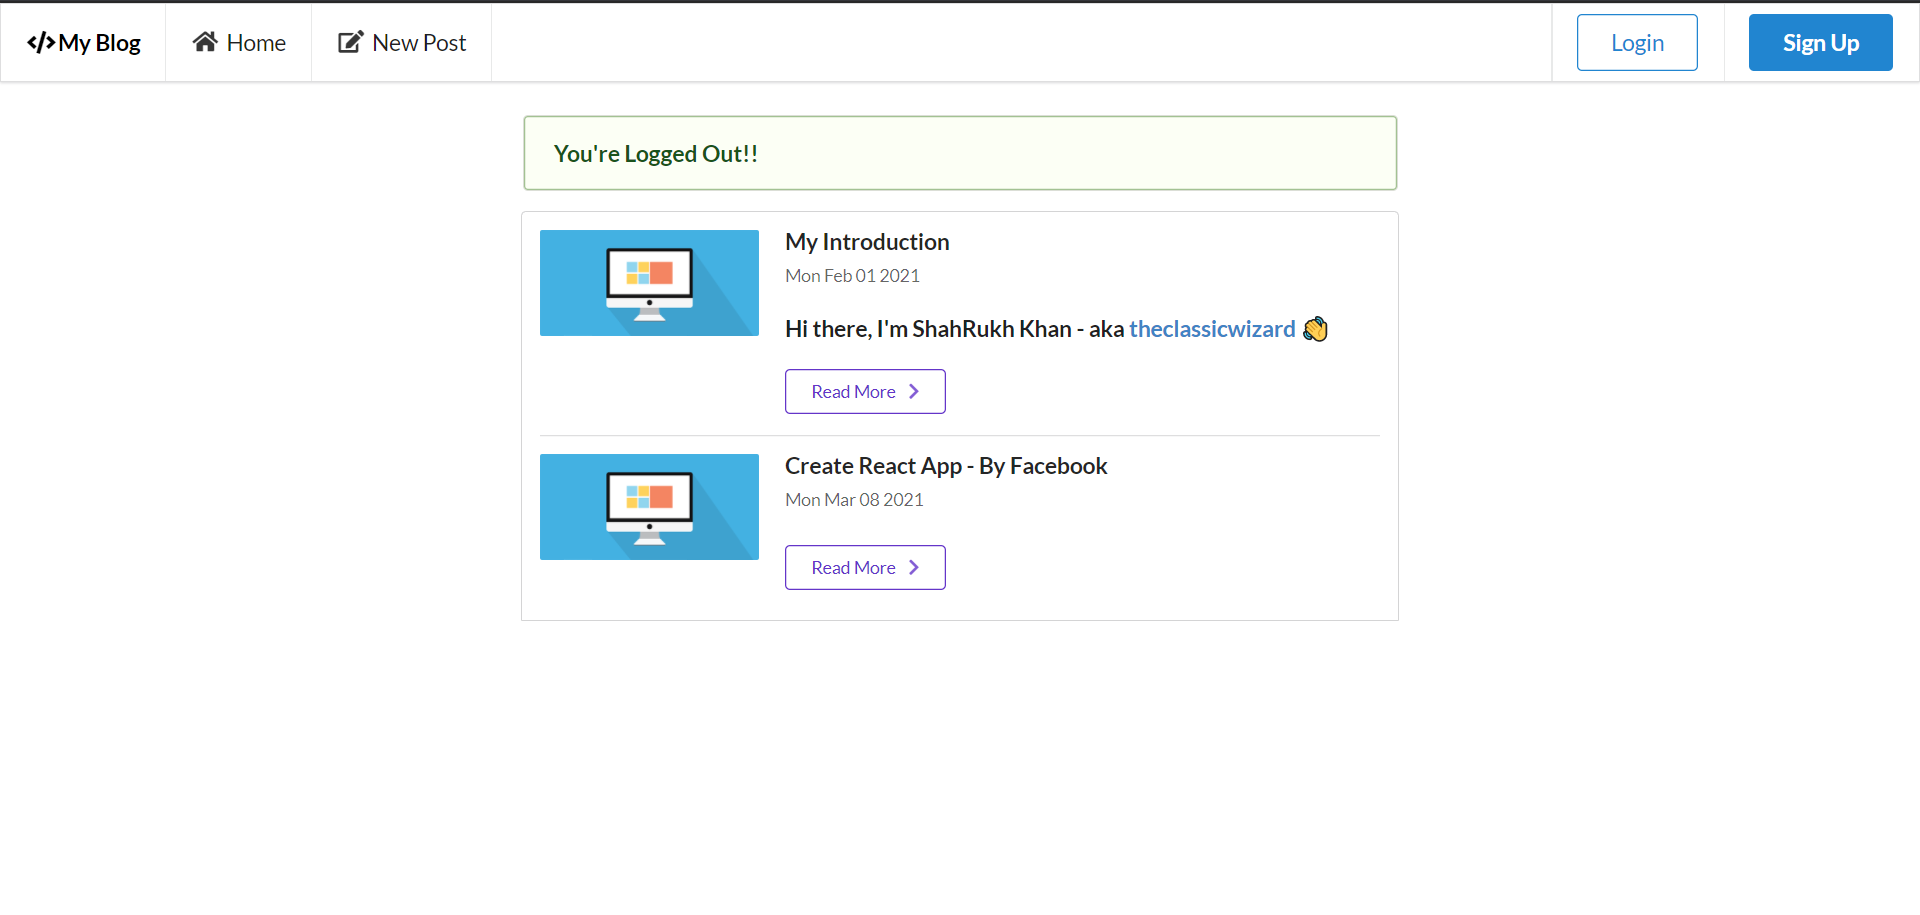 </>My Blog Home New Post Login Sign Up
You're Logged Out!!
My Introduction
Mon Feb 01 2021
Hi there, I'm ShahRukh Khan - aka theclassicwizard 👋
Read More
Create React App - By Facebook
Mon Mar 08 2021
Read More